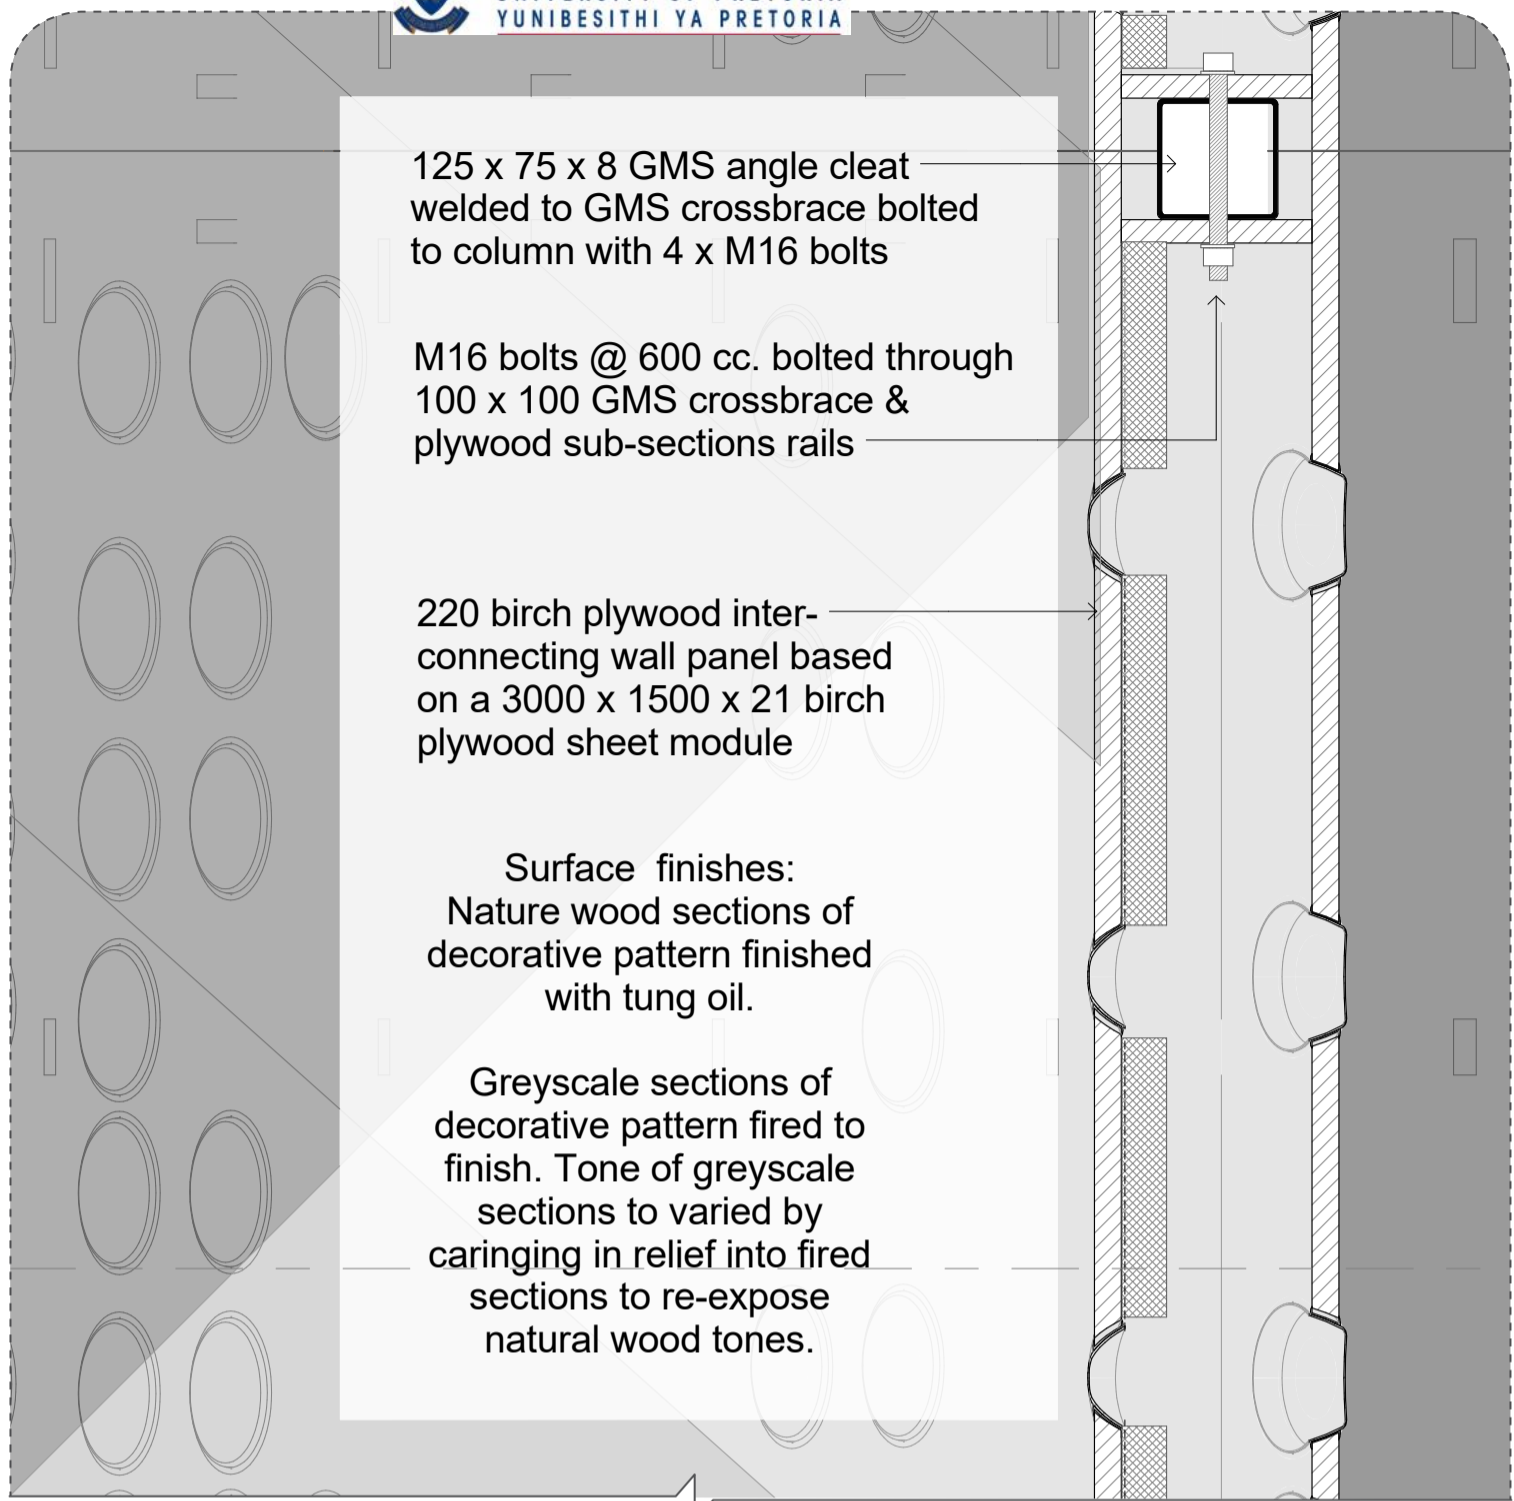 YUNIBESITHI YA PRETORIA
125 x 75 x 8 GMS angle cleat
welded to GMS crossbrace bolted
to column with 4 x M16 bolts
M16 bolts @ 600 cc. bolted through
100 x 100 GMS crossbrace &
plywood sub-sections rails
220 birch plywood inter-
connecting wall panel based
on a 3000 x 1500 x 21 birch
plywood sheet module
Surface finishes:
Nature wood sections of
decorative pattern finished
with tung oil.
Greyscale sections of
decorative pattern fired to
finish. Tone of greyscale
sections to varied by
caringing in relief into fired
sections to re-expose
natural wood tones.